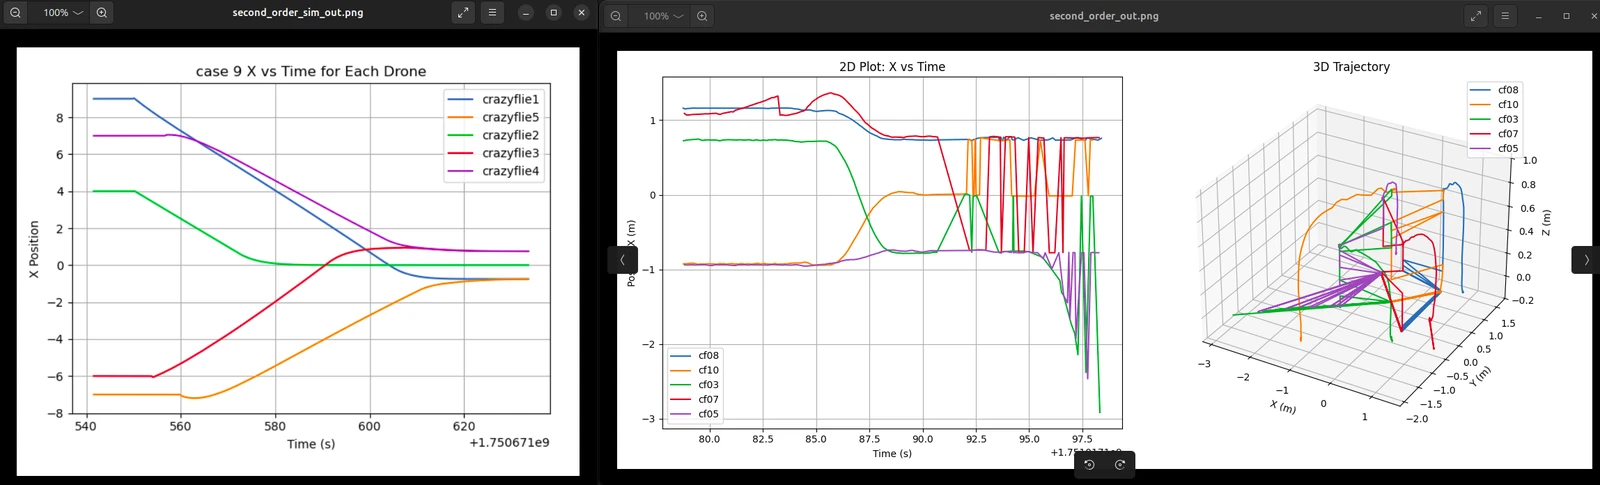 100%
second_order_sim_out.png
case 9 X vs Time for Each Drone
crazyflie1
crazyflie5
crazyflie2
crazyflie3
crazyflie4
X Position
8
6
4
2
0
−2
−4
−6
−8
540
560
580
600
620
Time (s)
+1.750671e9
100%
second_order_out.png
2D Plot: X vs Time
X (m)
1
0
−1
−2
−3
cf08
cf10
cf03
cf07
cf05
80.0
82.5
85.0
87.5
90.0
92.5
95.0
97.5
Time (s)
3D Trajectory
cf08
cf10
cf03
cf07
cf05
1.0
0.8
0.6
0.4
0.2
0.0
−0.2
Z (m)
1.5
1.0
0.5
0.0
−0.5
−1.0
−1.5
−2.0
Y (m)
−3
−2
−1
0
1
X (m)